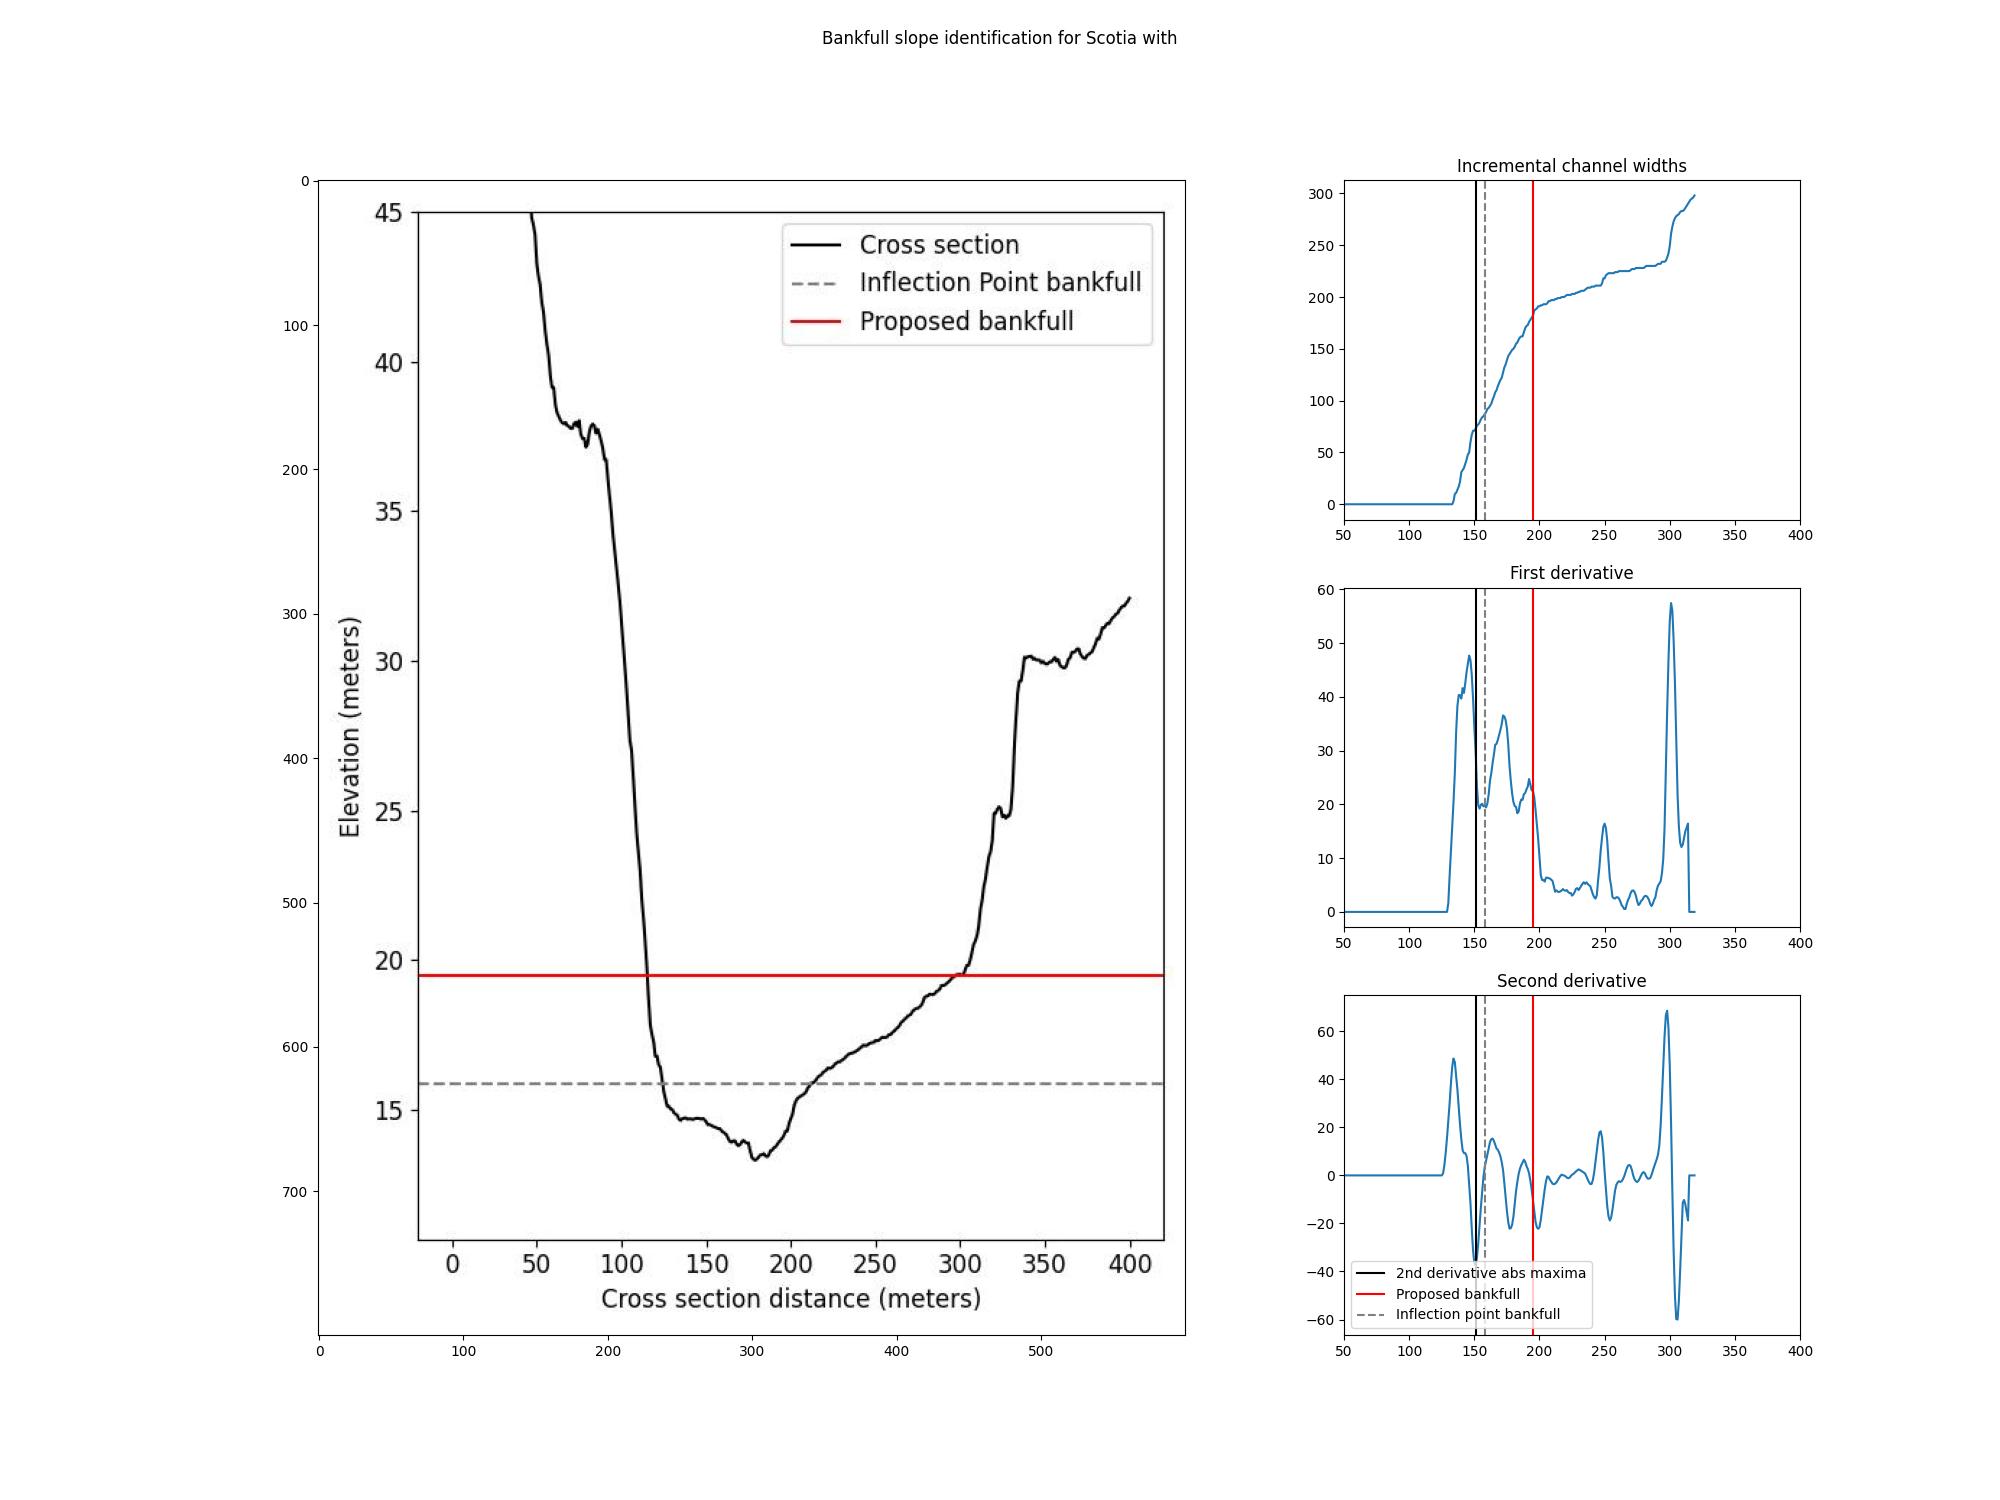 Bankfull slope identification for Scotia with
0
100
200
300
400
500
600
700
0 100 200 300 400 500
45
40
35
30
25
20
15
Elevation (meters)
Cross section
Inflection Point bankfull
Proposed bankfull
0 50 100 150 200 250 300 350 400
Cross section distance (meters)
Incremental channel widths
300
250
200
150
100
50
0
50 100 150 200 250 300 350 400
First derivative
60
50
40
30
20
10
0
50 100 150 200 250 300 350 400
Second derivative
60
40
20
0
−20
−40
−60
2nd derivative abs maxima
Proposed bankfull
Inflection point bankfull
50 100 150 200 250 300 350 400